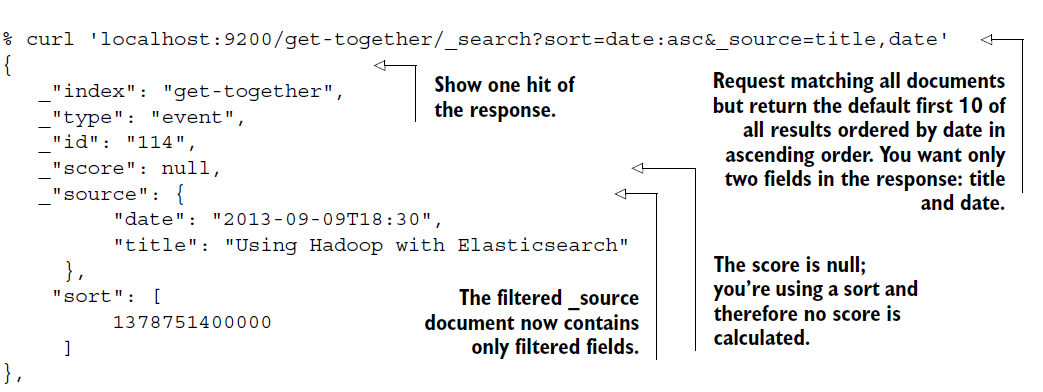 % curl 'localhost:9200/get-together/_search?sort=date:asc&_source=title,date'
{
_"index": "get-together",
_"type": "event",
_"id": "114",
_"score": null,
_"source": {
"date": "2013-09-09T18:30",
"title": "Using Hadoop with Elasticsearch"
},
"sort": [
1378751400000
]
},
Show one hit of
the response.
Request matching all documents
but return the default first 10 of
all results ordered by date in
ascending order. You want only
two fields in the response: title
and date.
The score is null;
you're using a sort and
therefore no score is
calculated.
The filtered _source
document now contains
only filtered fields.